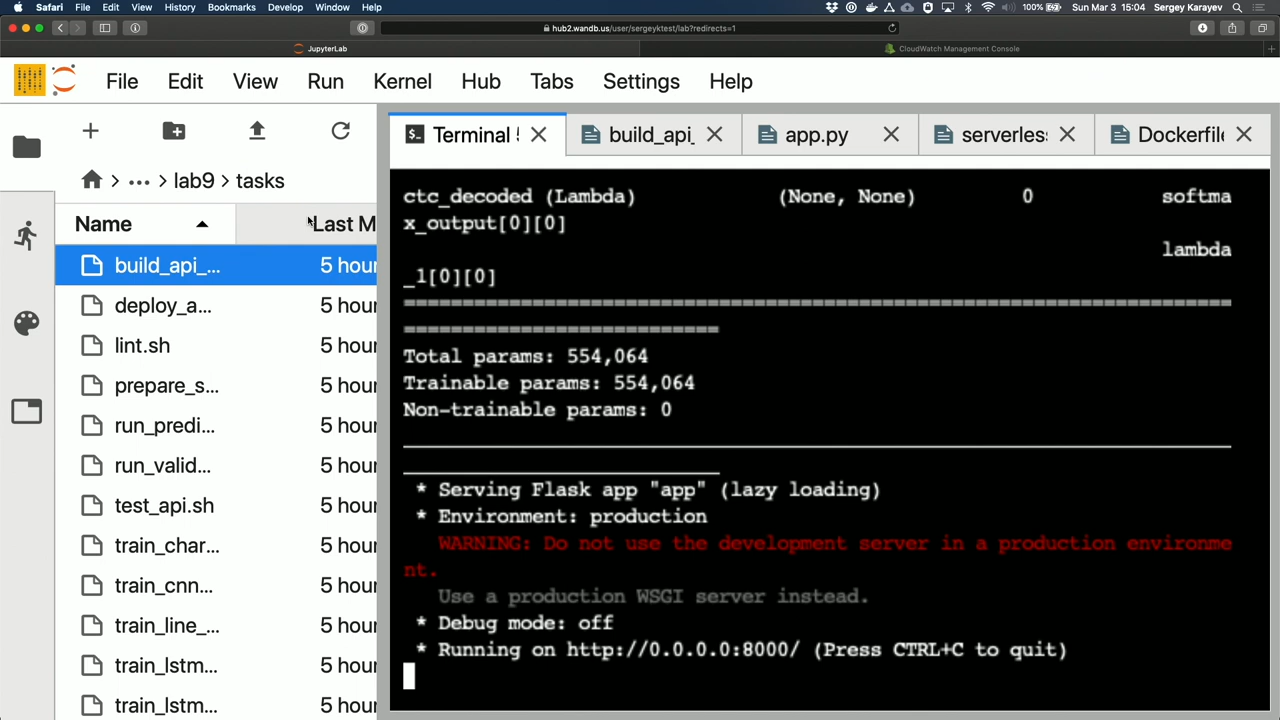 Safari File Edit View History Bookmarks Develop Window Help 100% Sun Mar 3 15:04 Sergey Karayev
hub2.wandb.us/user/sergeyktest/lab?redirects=1
JupyterLab CloudWatch Management Console
File Edit View Run Kernel Hub Tabs Settings Help
Terminal build_api_ app.py serverles Dockerfil
… > lab9 > tasks
Name Last M
build_api_... 5 hour
deploy_a... 5 hour
lint.sh 5 hour
prepare_s... 5 hour
run_predi... 5 hour
run_valid... 5 hour
test_api.sh 5 hour
train_char... 5 hour
train_cnn... 5 hour
train_line_... 5 hour
train_lstm... 5 hour
train_lstm... 5 hour
ctc_decoded (Lambda) (None, None) 0 softma
x_output[0][0]
lambda
_1[0][0]
Total params: 554,064
Trainable params: 554,064
Non-trainable params: 0
* Serving Flask app "app" (lazy loading)
* Environment: production
WARNING: Do not use the development server in a production environme
nt.
Use a production WSGI server instead.
* Debug mode: off
* Running on http://0.0.0.0:8000/ (Press CTRL+C to quit)